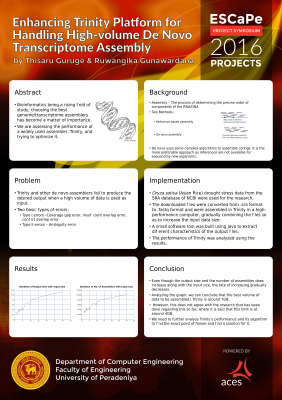 Enhancing Trinity Platform for
Handling High-volume De Novo
Transcriptome Assembly
by Thisaru Guruge & Ruwangika Gunawardana
ESCaPe
PROJECT SYMPOSIUM
2016
PROJECTS
Abstract
• Bioinformatics being a rising field of
study, choosing the best
genome/transcriptome assemblers
has become a matter of importance.
• We are assessing the performance of
a widely used assembler, Trinity, and
trying to optimize it.
Background
• Assembly - The process of determining the precise order of
components of the RNA/DNA
• Two Methods:
• Reference based assembly
• De novo assembly
• De novo uses some complex algorithms to assemble contigs. It is the
more preferable approach as references are not available for
sequencing new organisms.
Problem
• Trinity and other de novo assemblers fail to produce the
desired output when a high volume of data is used as
input.
• Two basic types of errors:
• Type I errors -Coverage gap error,
contig overlap error
• Type II errors - Ambiguity error
Implementation
• Oryza sativa (Asian Rice) drought stress data from the
SRA database of NCBI were used for the research.
• The downloaded files were converted from .sra format
to .fastq format and were assembled in Trinity in a high-
performance computer, gradually combining the files so
as to increase the input data size.
• A small software tool was built using Java to extract
different characteristics of the output files.
• The performance of Trinity was analyzed using the
results.
Results
Conclusion
• Even though the output size and the number of assemblies does
increase along with the input size, the rate of increasing gradually
decreases.
• Analyzing the graph, we can conclude that the best volume of
data to be assembled in Trinity is around
• However, this does not agree with the research that has been
done regarding this so far, where it is said that this limit is at
around
• We need to further analyze Trinity's performance and its algorithm
to find the exact point of failure and find a solution for it.
Department of Computer Engineering
Faculty of Engineering
University of Peradeniya
POWERED BY
aces